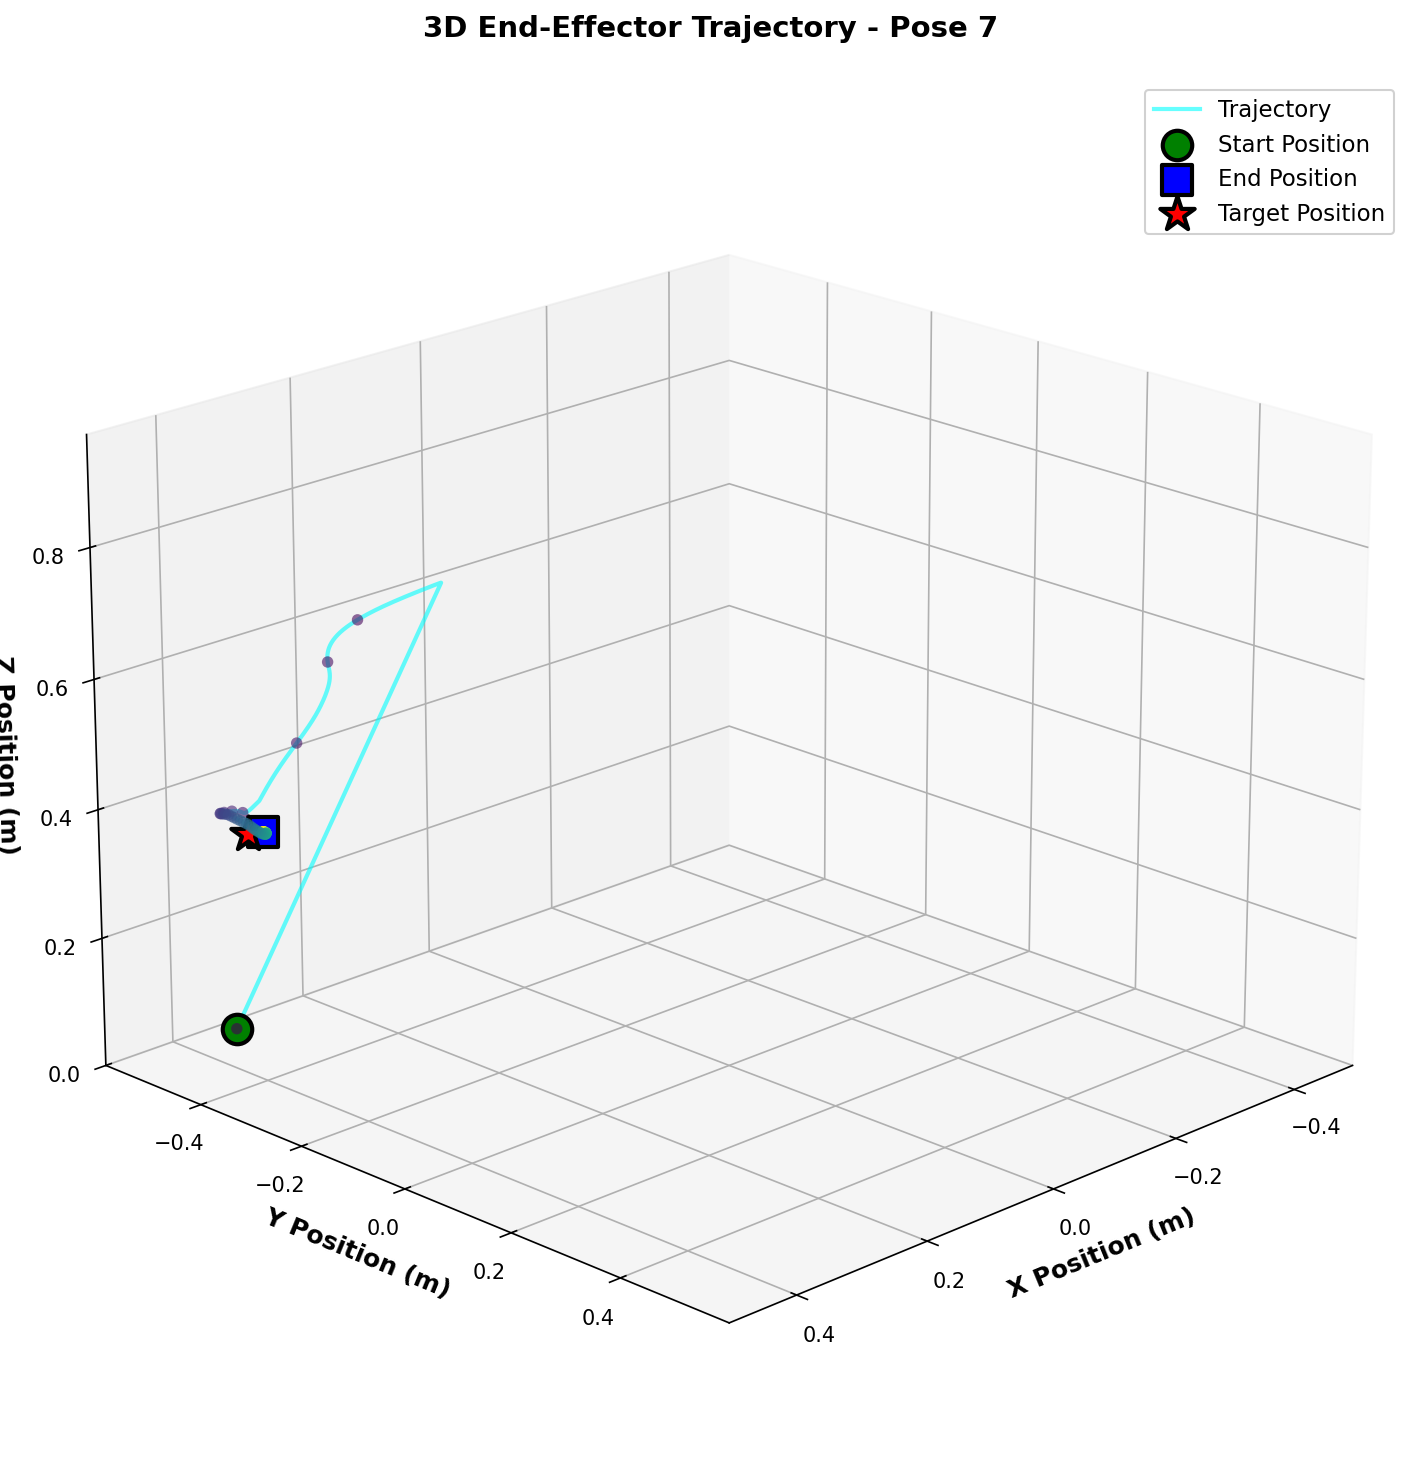 3D End-Effector Trajectory - Pose 7
Trajectory
Start Position
End Position
Target Position
0.8
0.6
0.4
0.2
0.0
Z Position (m)
−0.4
−0.2
0.0
0.2
0.4
Y Position (m)
−0.4
−0.2
0.0
0.2
0.4
X Position (m)